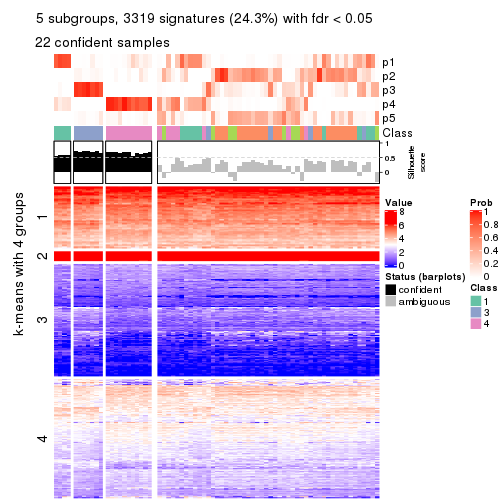 5 subgroups, 3319 signatures (24.3%) with fdr < 0.05
22 confident samples
p1
p2
p3
p4
p5
Class
1
0.5
0
Silhouette
score
k-means with 4 groups
1
2
3
4
Value
8
6
4
2
0
Status (barplots)
confident
ambiguous
Prob
1
0.8
0.6
0.4
0.2
0
Class
1
3
4